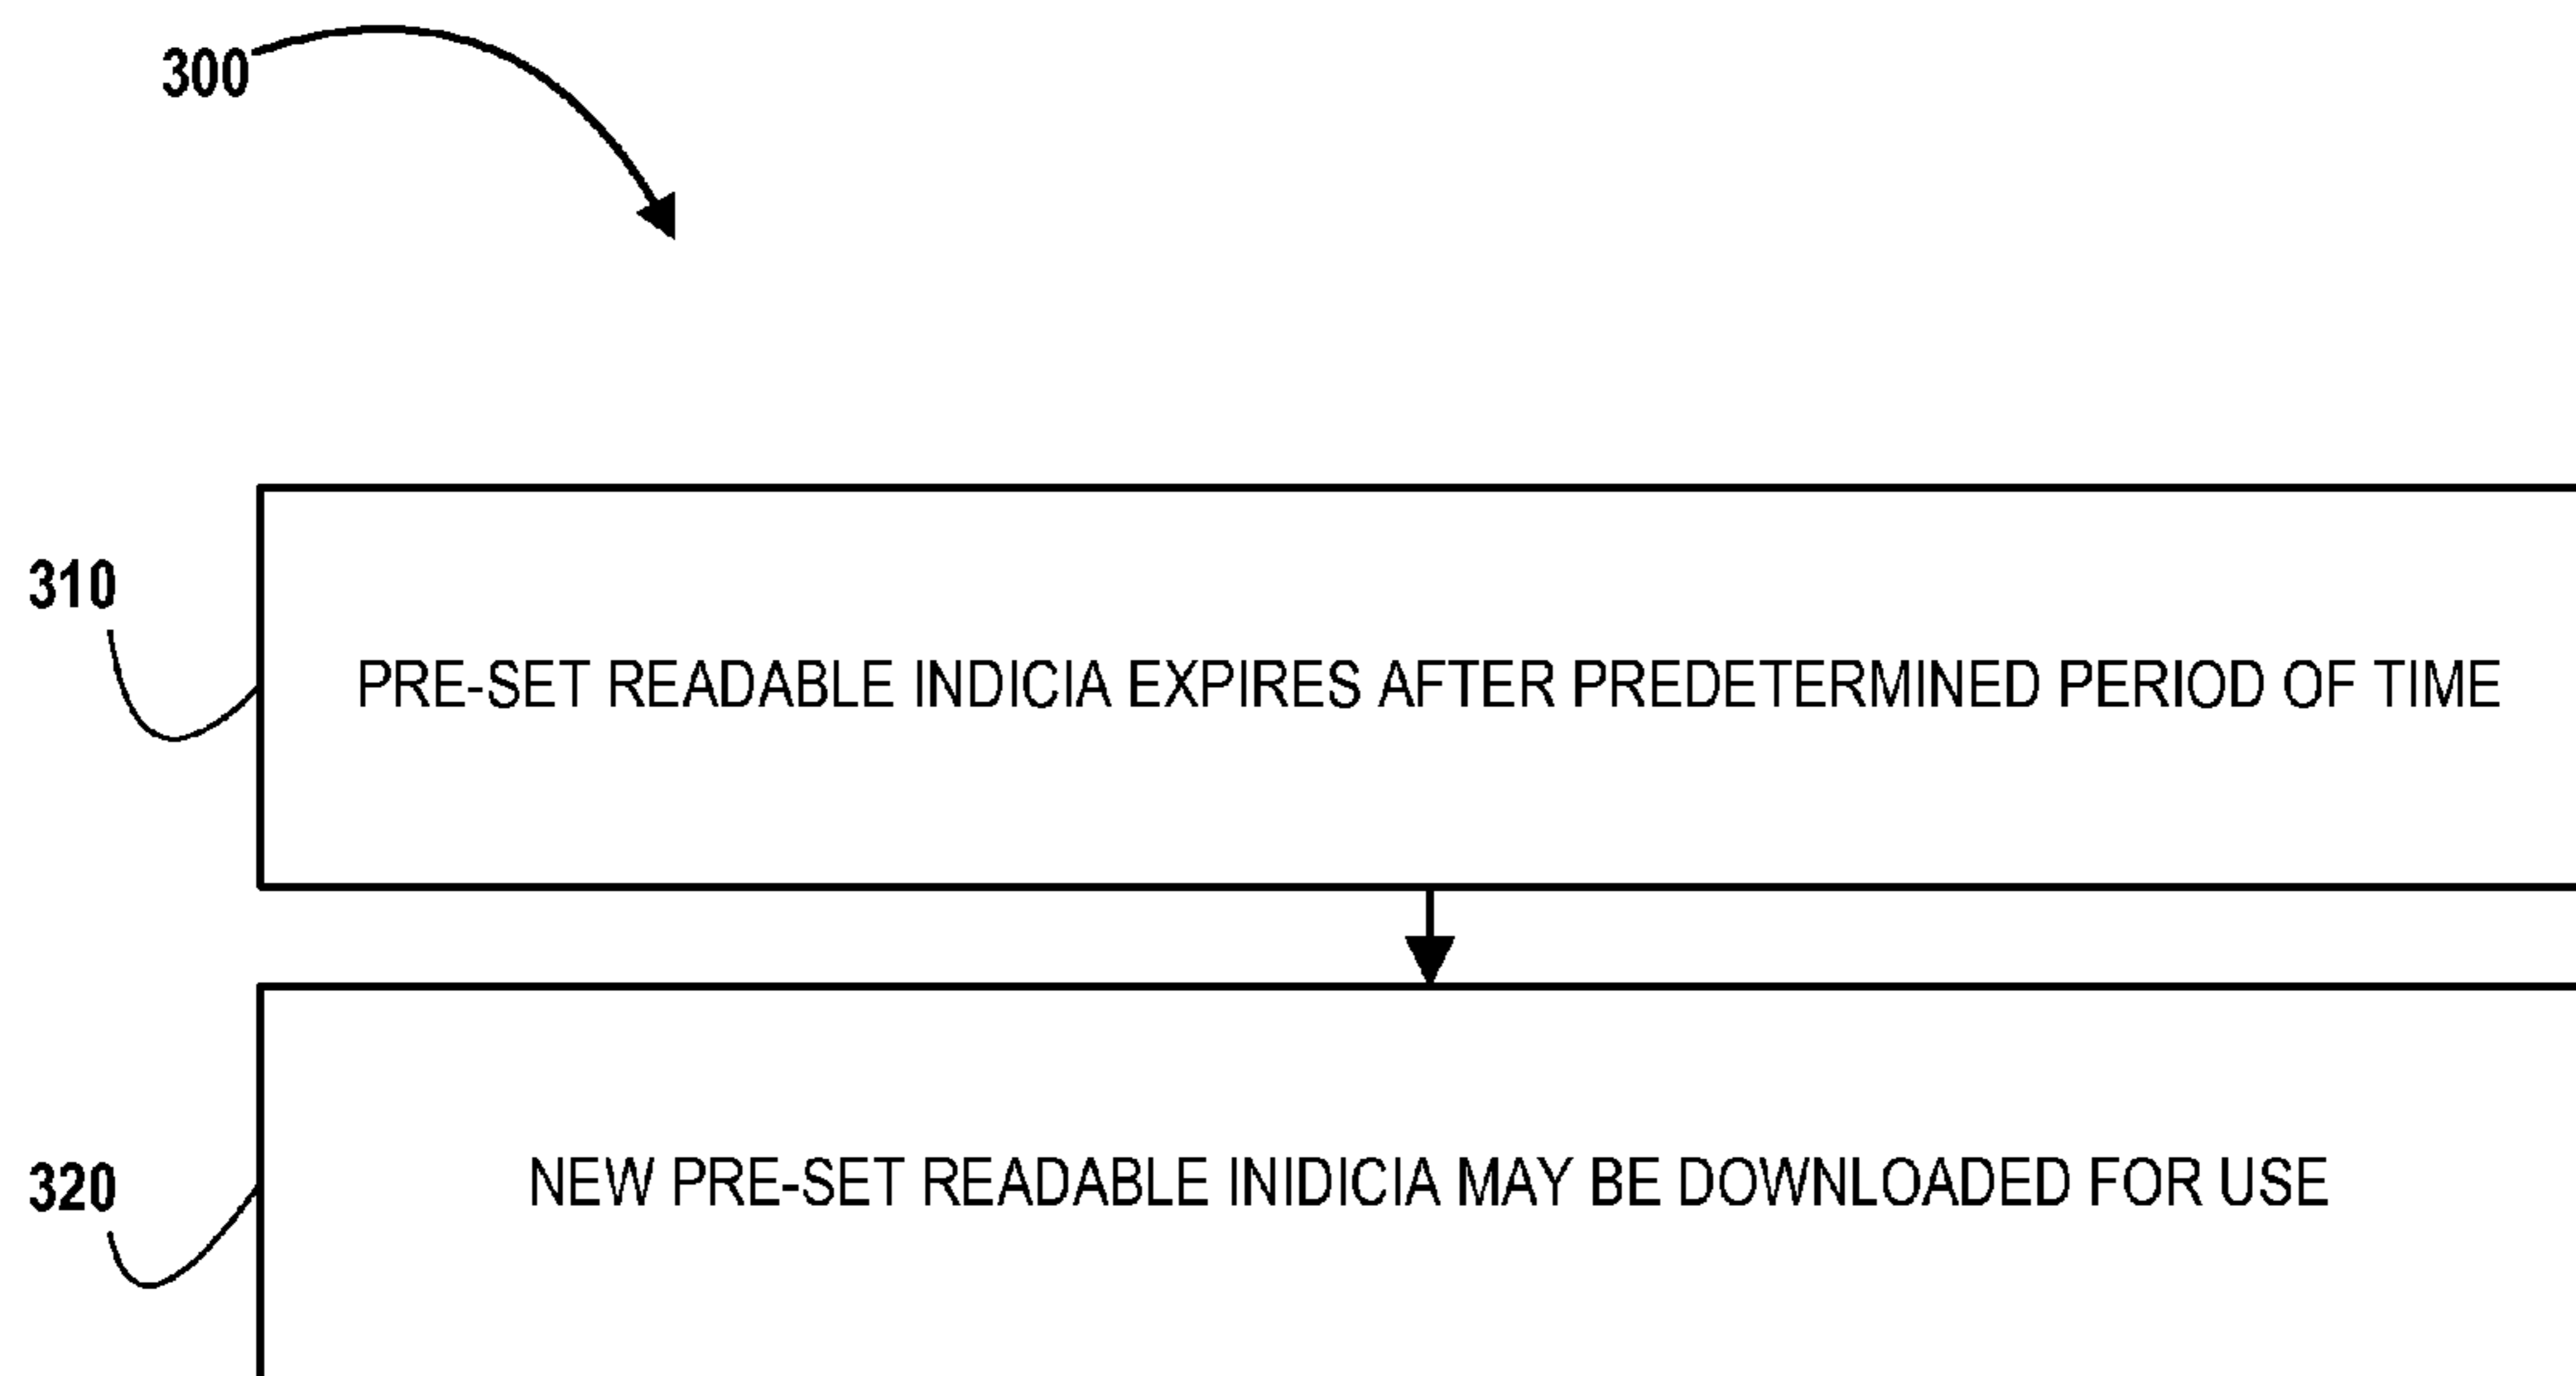 300
310
PRE-SET READABLE INDICIA EXPIRES AFTER PREDETERMINED PERIOD OF TIME
320
NEW PRE-SET READABLE INIDICIA MAY BE DOWNLOADED FOR USE